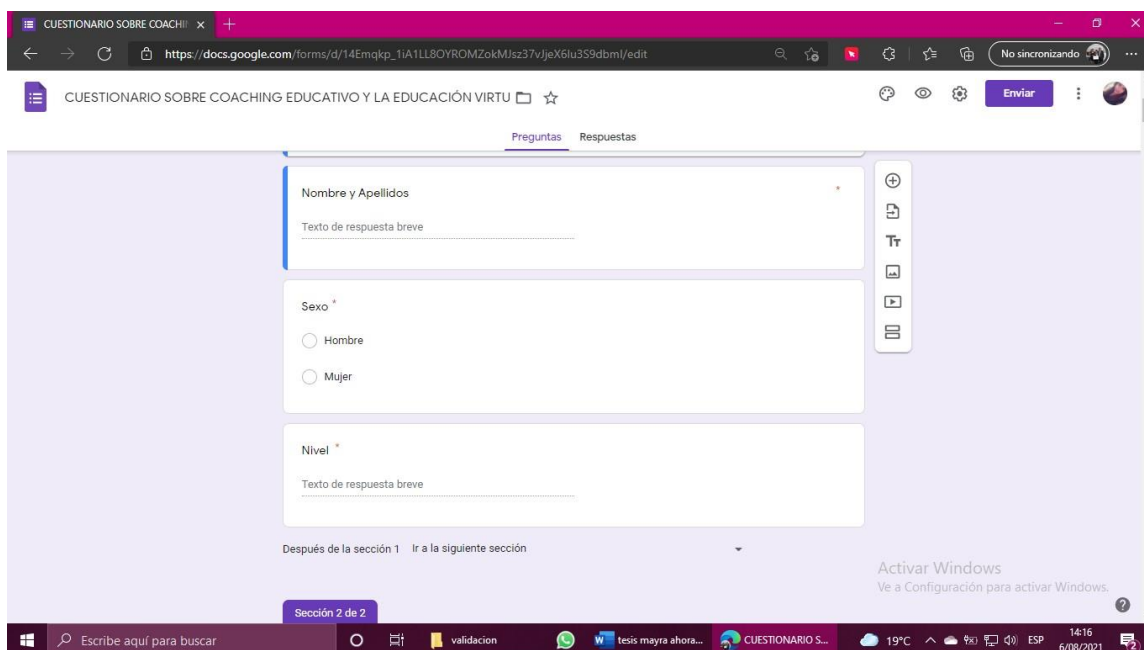 CUESTIONARIO SOBRE COACHIN
https://docs.google.com/forms/d/14Emqkp_1iA1LL8OYROMZokMJsz37vJjeX6lu3S9dbmI/edit
No sincronizando
CUESTIONARIO SOBRE COACHING EDUCATIVO Y LA EDUCACIÓN VIRTU
Enviar
Preguntas Respuestas
Nombre y Apellidos *
Texto de respuesta breve
Sexo *
Hombre
Mujer
Nivel *
Texto de respuesta breve
Después de la sección 1 Ir a la siguiente sección
Activar Windows
Ve a Configuración para activar Windows.
Sección 2 de 2
Escribe aquí para buscar
validacion
tesis mayra ahora...
CUESTIONARIO S...
19°C
ESP
14:16
6/08/2021